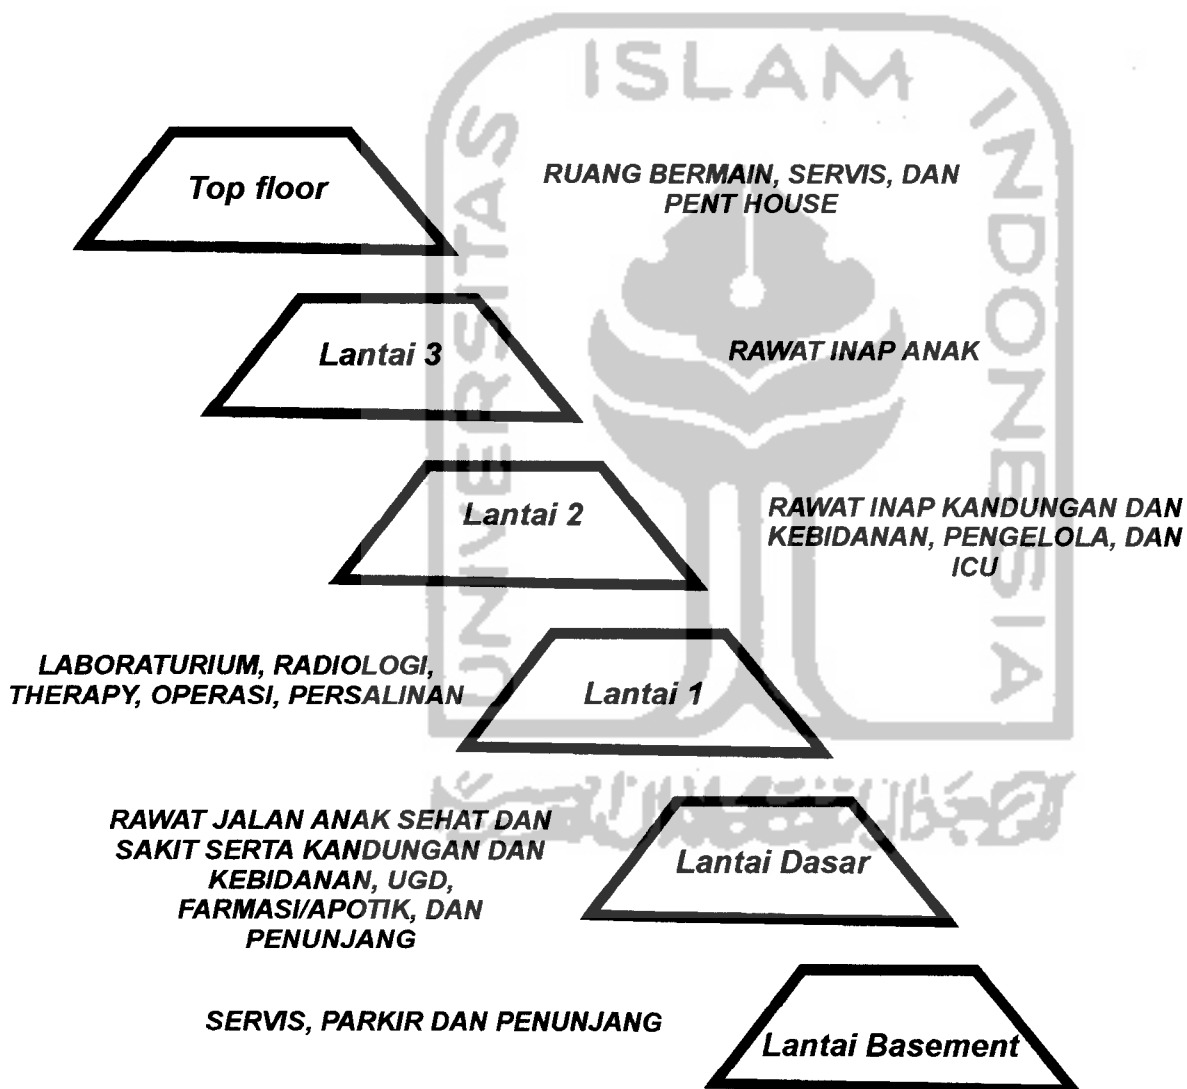 ISLAM
UNIVERSITAS
INDONESIA
Top floor
RUANG BERMAIN, SERVIS, DAN
PENT HOUSE
Lantai 3
RAWAT INAP ANAK
Lantai 2
RAWAT INAP KANDUNGAN DAN
KEBIDANAN, PENGELOLA, DAN
ICU
LABORATURIUM, RADIOLOGI,
THERAPY, OPERASI, PERSALINAN
Lantai 1
RAWAT JALAN ANAK SEHAT DAN
SAKIT SERTA KANDUNGAN DAN
KEBIDANAN, UGD,
FARMASI/APOTIK, DAN
PENUNJANG
Lantai Dasar
SERVIS, PARKIR DAN PENUNJANG
Lantai Basement